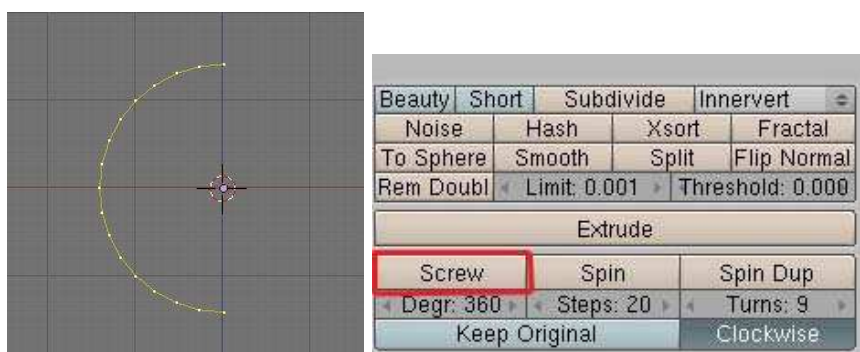 Beauty Short Subdivide Innervert
Noise Hash Xsort Fractal
To Sphere Smooth Split Flip Normal
Rem Doubl Limit: 0.001 Threshold: 0.000
Extrude
Screw Spin Spin Dup
Degr: 360 Steps: 20 Turns: 9
Keep Original Clockwise